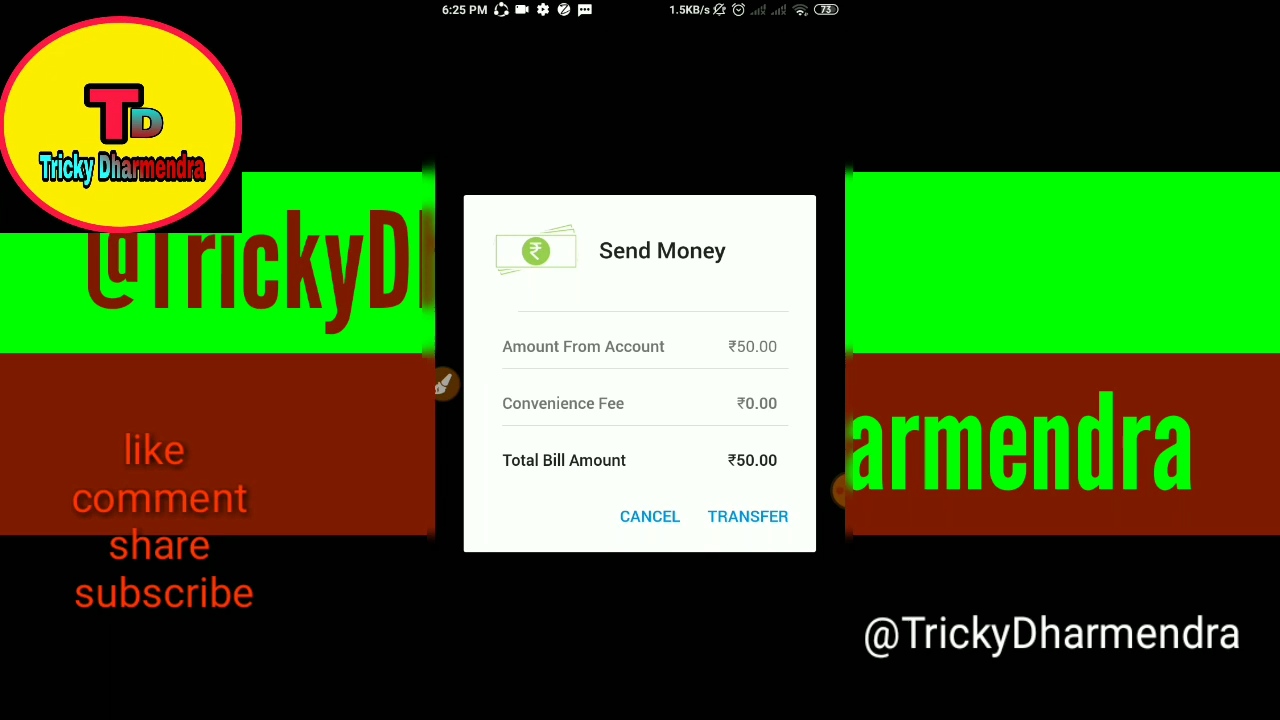 6:25 PM
1.5KB/s
73
TD
Tricky Dharmendra
@TrickyD
Send Money
Amount From Account ₹50.00
Convenience Fee ₹0.00
Total Bill Amount ₹50.00
CANCEL TRANSFER
armendra
like
comment
share
subscribe
@TrickyDharmendra